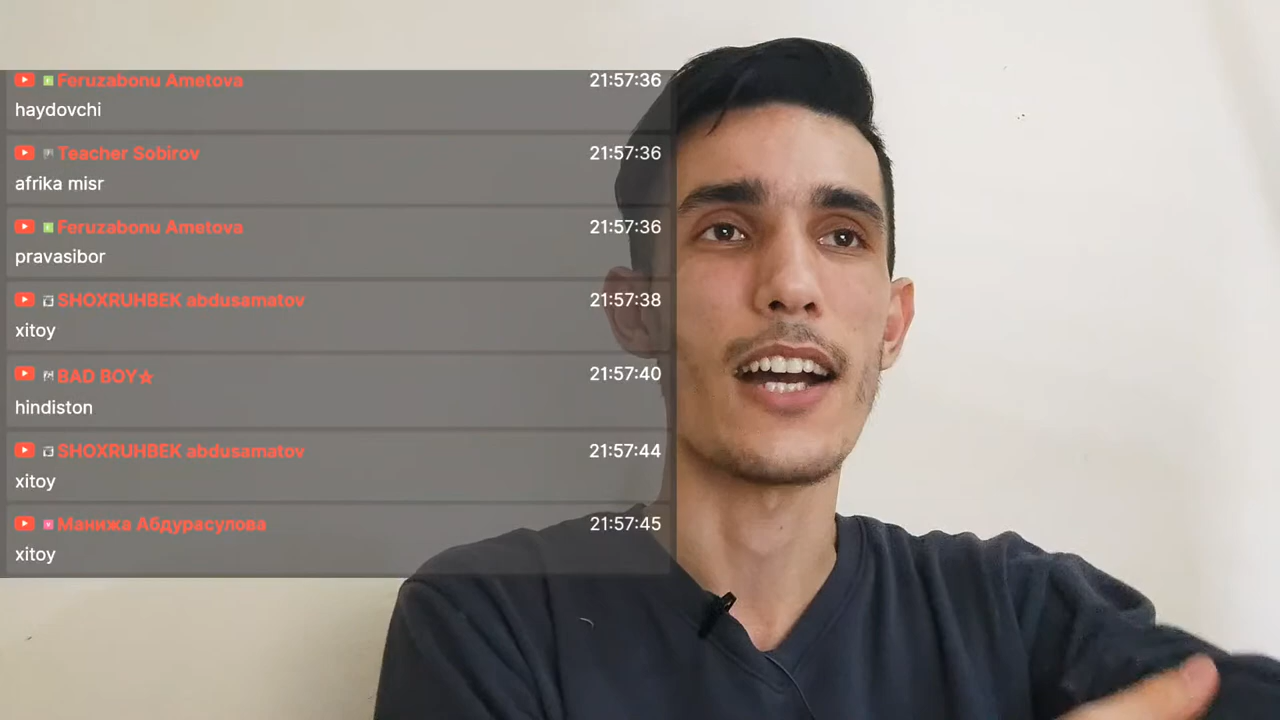 Feruzabonu Ametova 21:57:36
haydovchi
Teacher Sobirov 21:57:36
afrika misr
Feruzabonu Ametova 21:57:36
pravasibor
SHOXRUHBEK abdusamatov 21:57:38
xitoy
BAD BOY☆ 21:57:40
hindiston
SHOXRUHBEK abdusamatov 21:57:44
xitoy
Манижа Абдурасулова 21:57:45
xitoy